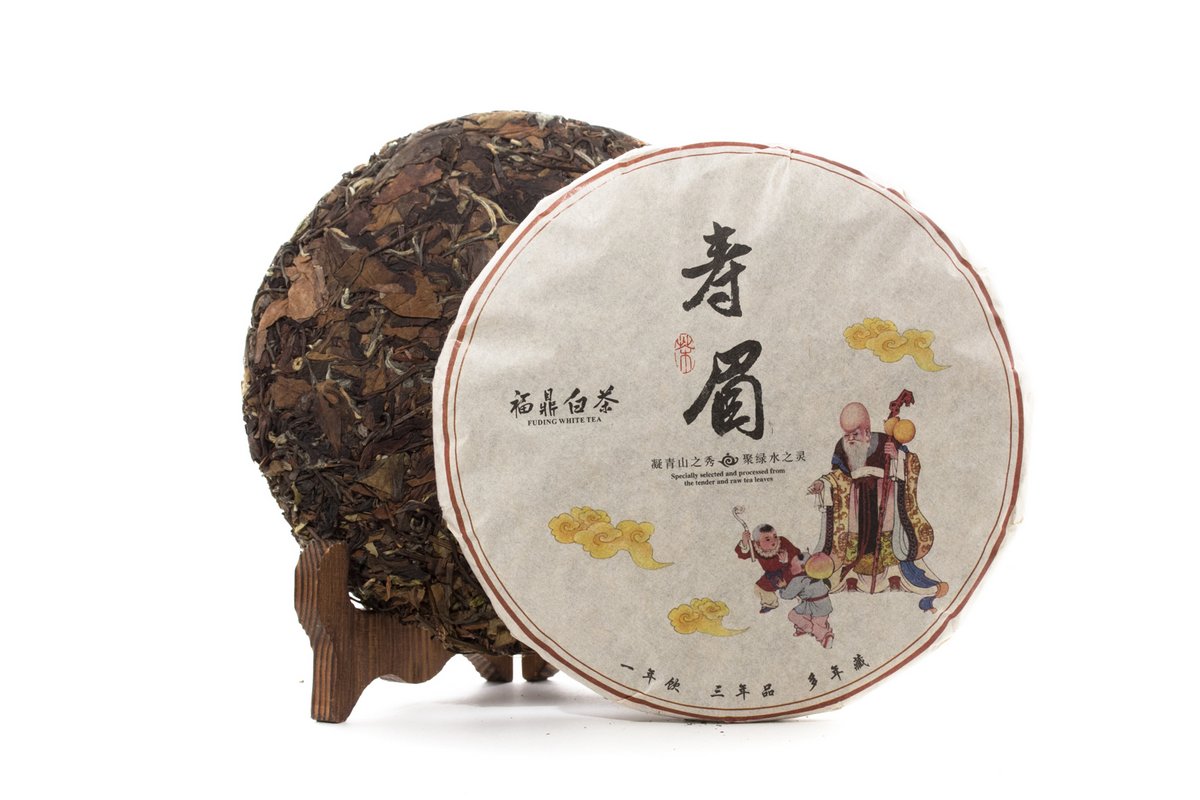 寿
眉
茶
福鼎白茶
FUDING WHITE TEA
凝青山之秀 聚绿水之灵
Specially selected and processed from
the tender and raw tea leaves
一年飲 三年品 多年藏